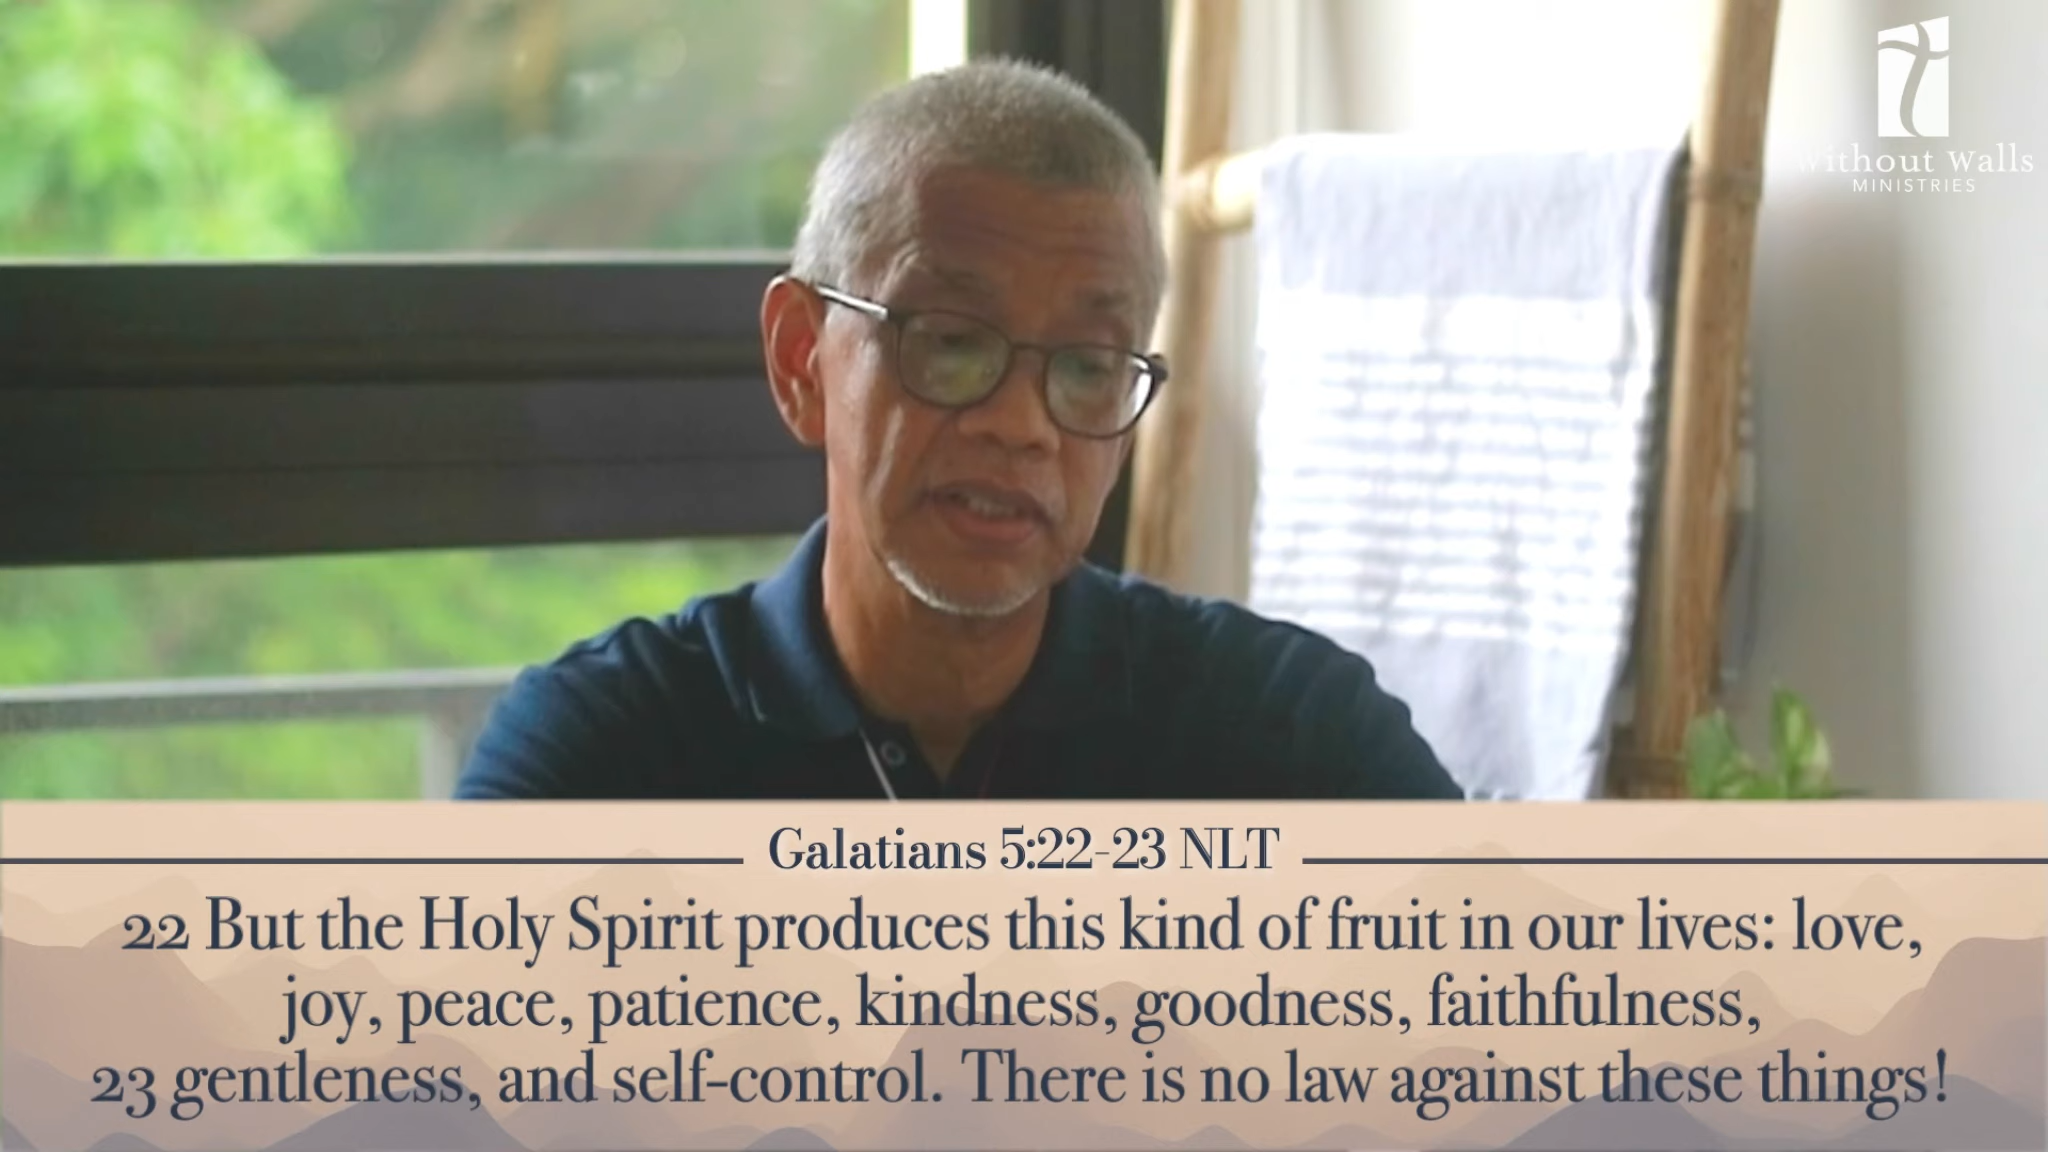 Without Walls
MINISTRIES
Galatians 5:22-23 NLT
22 But the Holy Spirit produces this kind of fruit in our lives: love,
joy, peace, patience, kindness, goodness, faithfulness,
23 gentleness, and self-control. There is no law against these things!